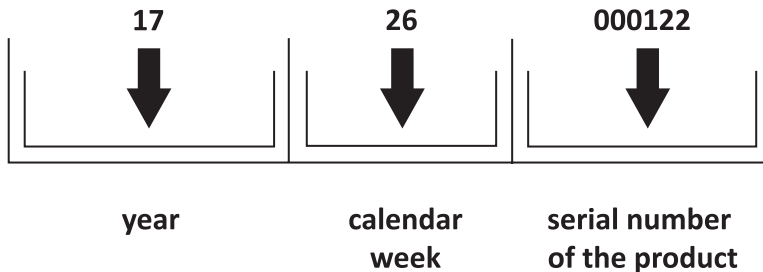 17 26 000122
year calendar serial number
week of the product